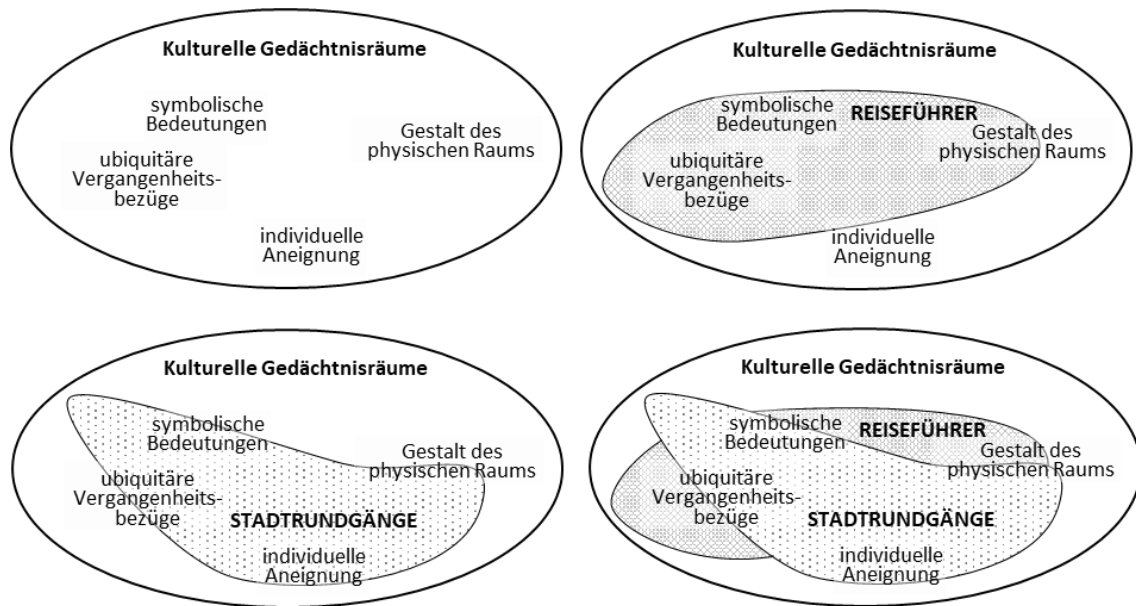 Kulturelle Gedächtnisräume
symbolische
Bedeutungen
Gestalt des
physischen Raums
ubiquitäre
Vergangenheits-
bezüge
individuelle
Aneignung
Kulturelle Gedächtnisräume
symbolische
Bedeutungen
REISEFÜHRER
Gestalt des
physischen Raums
ubiquitäre
Vergangenheits-
bezüge
individuelle
Aneignung
Kulturelle Gedächtnisräume
symbolische
Bedeutungen
Gestalt des
physischen Raums
ubiquitäre
Vergangenheits-
bezüge
STADTRUNDGÄNGE
individuelle
Aneignung
Kulturelle Gedächtnisräume
symbolische
Bedeutungen
REISEFÜHRER
Gestalt des
physischen Raums
ubiquitäre
Vergangenheits-
bezüge
STADTRUNDGÄNGE
individuelle
Aneignung